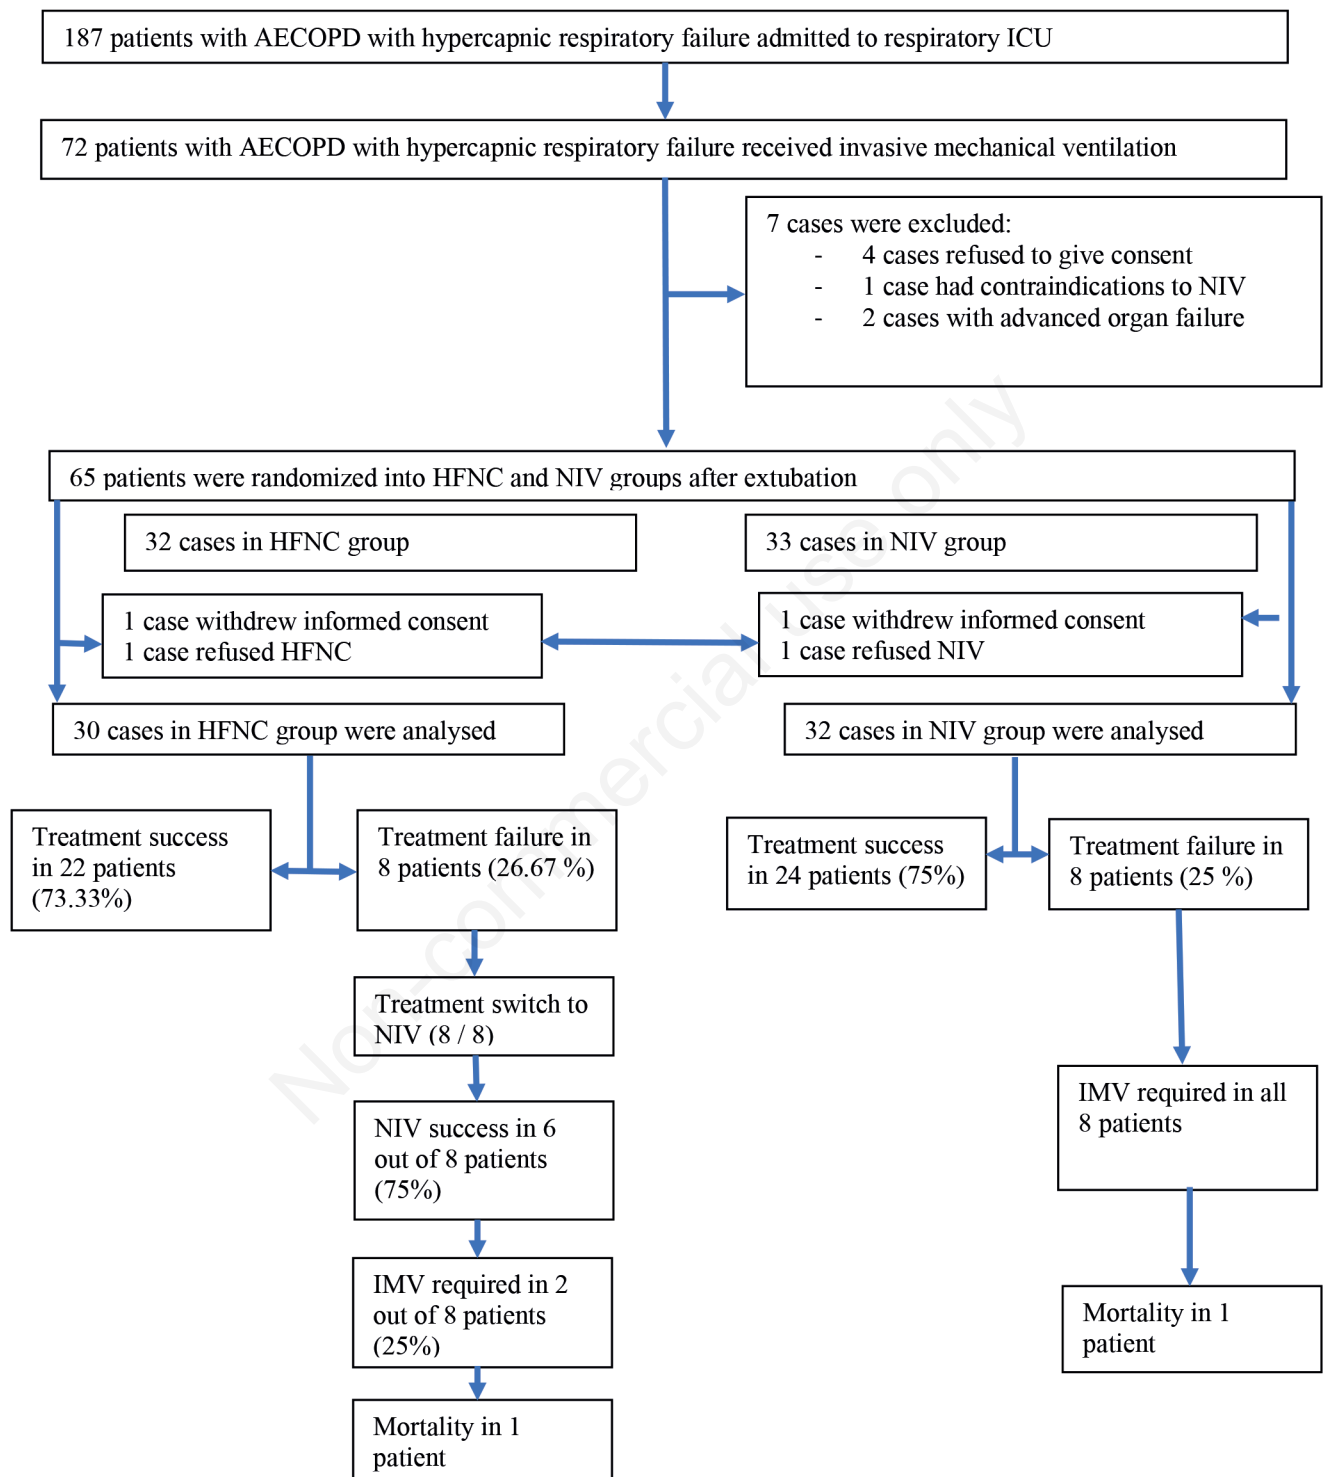 187 patients with AECOPD with hypercapnic respiratory failure admitted to respiratory ICU
72 patients with AECOPD with hypercapnic respiratory failure received invasive mechanical ventilation
7 cases were excluded:
- 4 cases refused to give consent
- 1 case had contraindications to NIV
- 2 cases with advanced organ failure
65 patients were randomized into HFNC and NIV groups after extubation
32 cases in HFNC group
33 cases in NIV group
1 case withdrew informed consent
1 case refused HFNC
1 case withdrew informed consent
1 case refused NIV
30 cases in HFNC group were analysed
32 cases in NIV group were analysed
Treatment success
in 22 patients
(73.33%)
Treatment failure in
8 patients (26.67 %)
Treatment success
in 24 patients (75%)
Treatment failure in
8 patients (25 %)
Treatment switch to
NIV (8 / 8)
NIV success in 6
out of 8 patients
(75%)
IMV required in 2
out of 8 patients
(25%)
Mortality in 1
patient
IMV required in all
8 patients
Mortality in 1
patient
Non-commercial use only